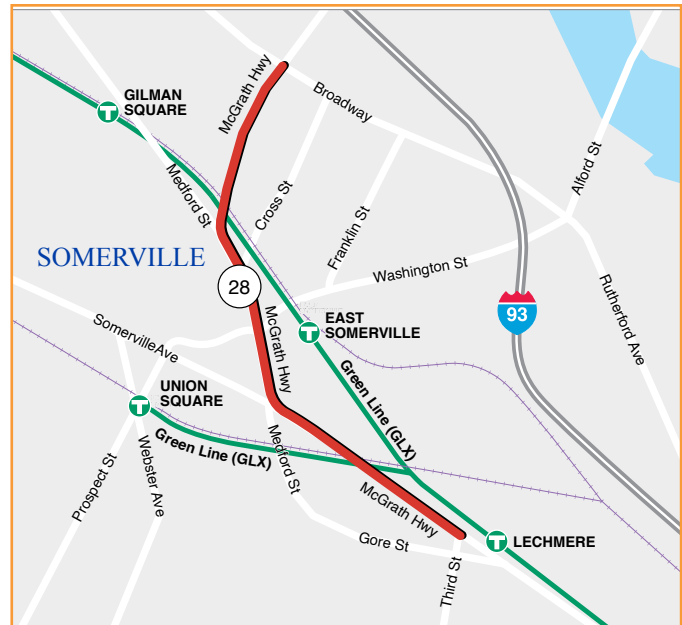 McGrath Hwy
Broadway
GILMAN
SQUARE
Medford St
Cross St
Franklin St
Alford St
SOMERVILLE
Washington St
28
Rutherford Ave
93
SomervilleAve
McGrath Hwy
EAST
SOMERVILLE
UNION
SQUARE
Green Line (GLX)
Green Line (GLX)
Prospect St
Webster Ave
Medford St
McGrath Hwy
Gore St
LECHMERE
Third St
T
T
T
T